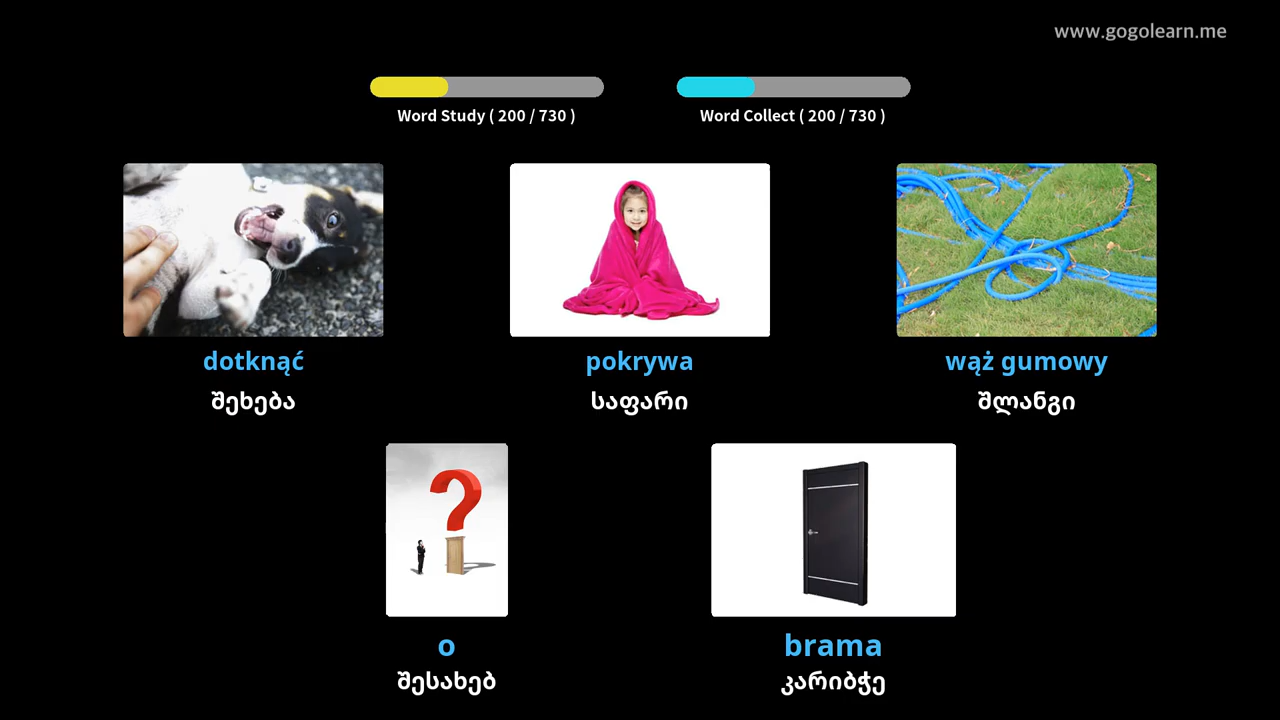 www.gogolearn.me
Word Study ( 200 / 730 )
Word Collect ( 200 / 730 )
dotknąć
შეხება
pokrywa
საფარი
wąż gumowy
შლანგი
o
შესახებ
brama
კარიბჭე